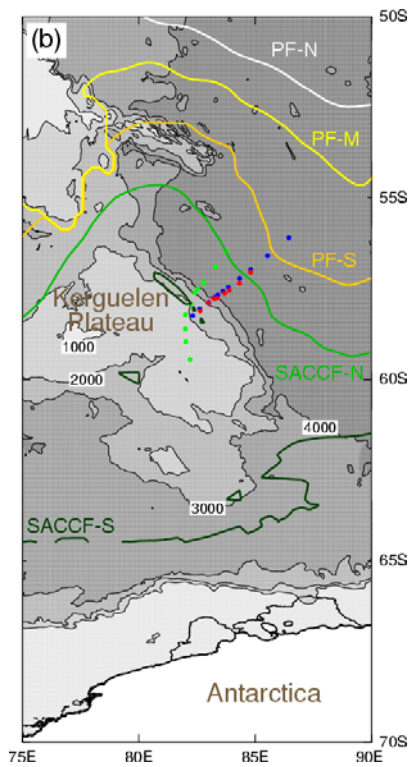 (b)
50S
PF-N
PF-M
55S
PF-S
Kerguelen
Plateau
1000
2000
SACCF-N
60S
4000
3000
SACCF-S
65S
Antarctica
70S
75E 80E 85E 90E